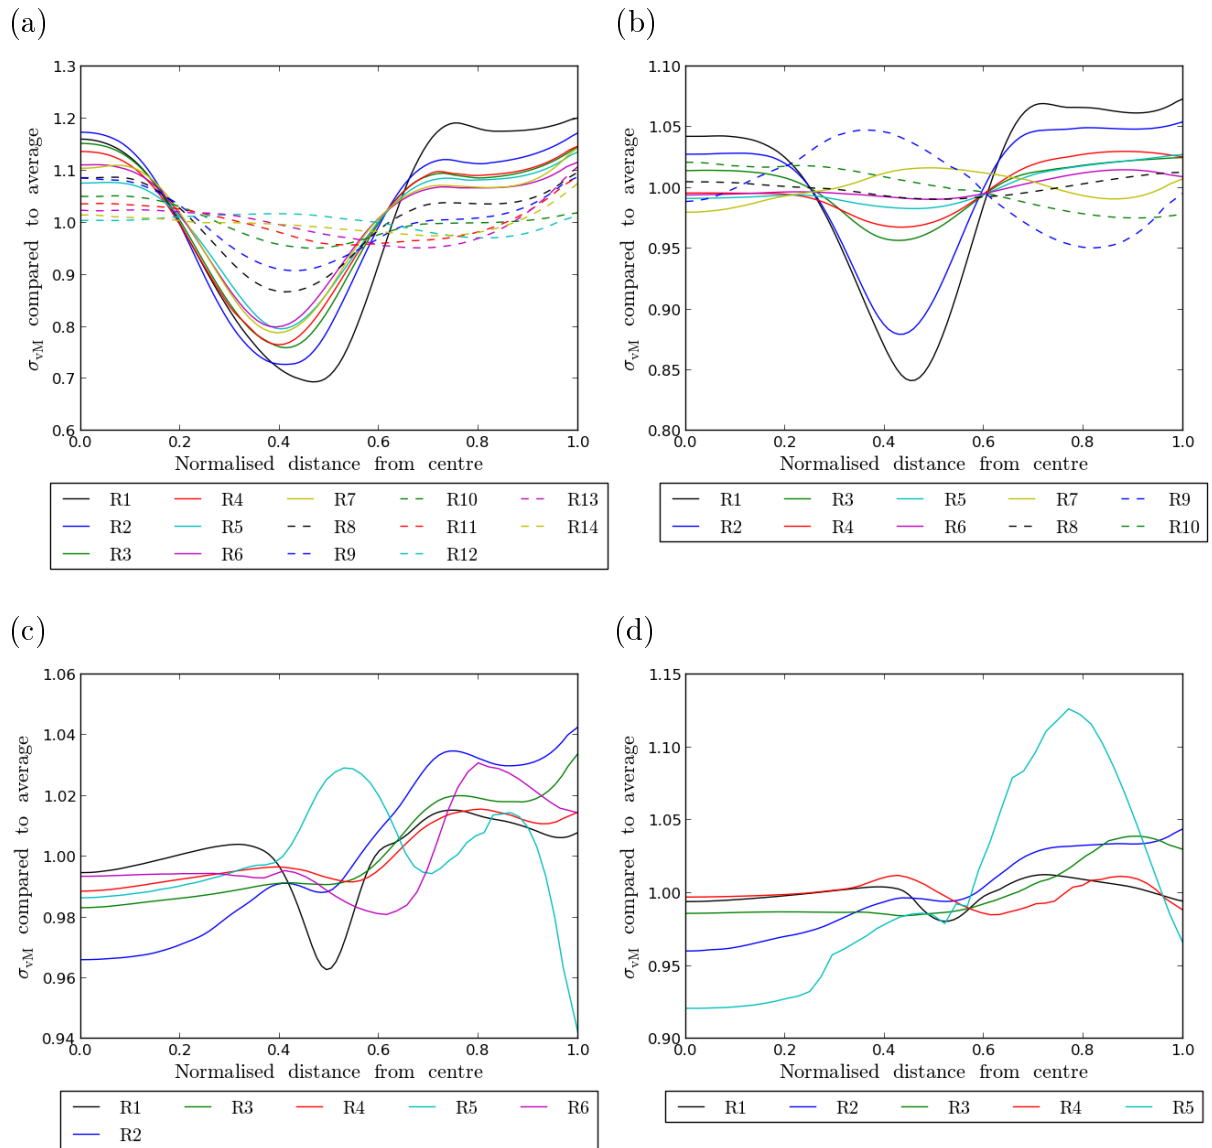 (a)
(b)
1.3
1.2
1.1
1.0
0.9
0.8
0.7
0.6
σvM compared to average
0.0 0.2 0.4 0.6 0.8 1.0
Normalised distance from centre
R1 R4 R7 R10 R13
R2 R5 R8 R11 R14
R3 R6 R9 R12
1.10
1.05
1.00
0.95
0.90
0.85
0.80
σvM compared to average
0.0 0.2 0.4 0.6 0.8 1.0
Normalised distance from centre
R1 R3 R5 R7 R9
R2 R4 R6 R8 R10
(c)
(d)
1.06
1.04
1.02
1.00
0.98
0.96
0.94
σvM compared to average
0.0 0.2 0.4 0.6 0.8 1.0
Normalised distance from centre
R1 R3 R4 R5 R6
R2
1.15
1.10
1.05
1.00
0.95
0.90
σvM compared to average
0.0 0.2 0.4 0.6 0.8 1.0
Normalised distance from centre
R1 R2 R3 R4 R5